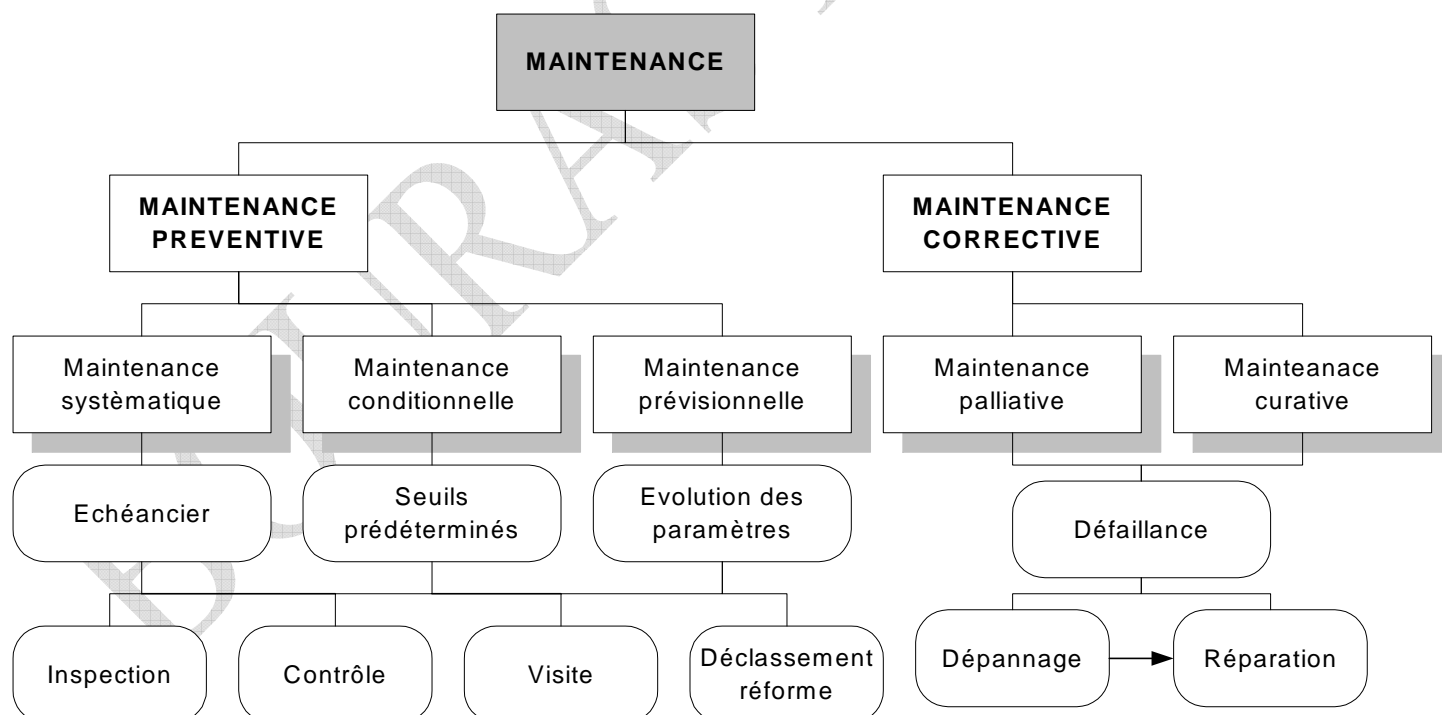 MAINTENANCE
MAINTENANCE
PREVENTIVE
MAINTENANCE
CORRECTIVE
Maintenance
systèmatique
Maintenance
conditionnelle
Maintenance
prévisionnelle
Maintenance
palliative
Mainteanace
curative
Echéancier
Seuils
prédéterminés
Evolution des
paramètres
Défaillance
Inspection
Contrôle
Visite
Déclassement
réforme
Dépannage
Réparation